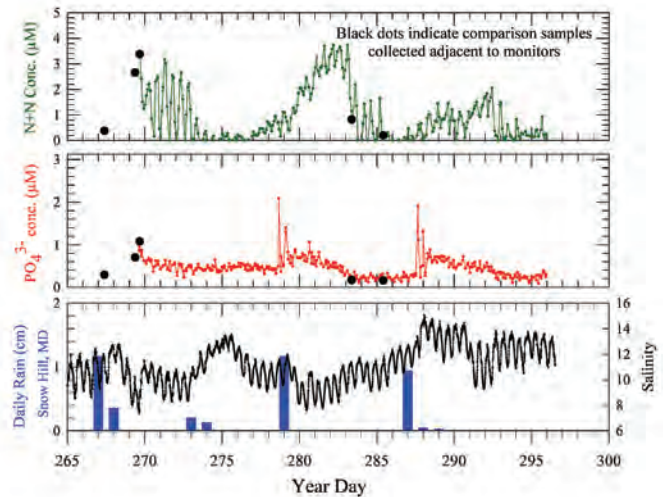 Black dots indicate comparison samples
collected adjacent to monitors
N+N Conc. (µM)
5
4
3
2
1
0
PO₄³⁻ conc. (µM)
3
2
1
0
Daily Rain (cm)
Snow Hill, MD
2
1
0
16
14
12
10
8
6
Salinity
265 270 275 280 285 290 295 300
Year Day